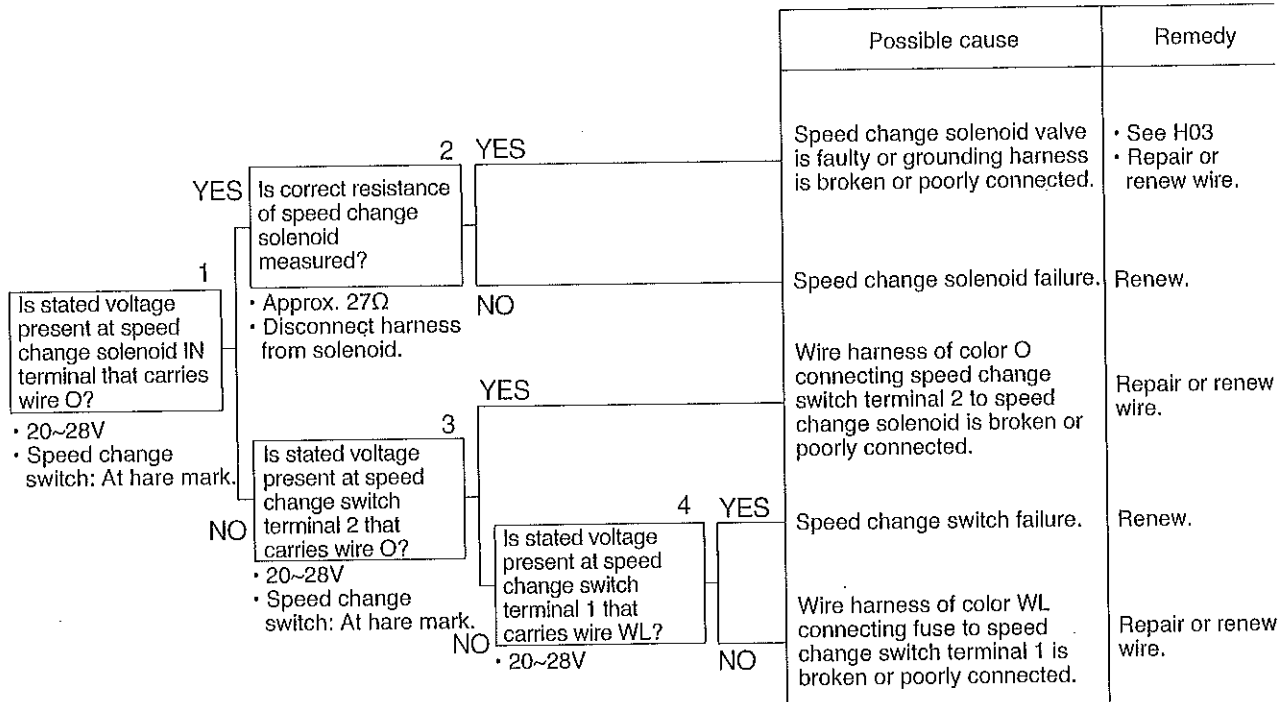 Possible cause
Remedy
1
Is stated voltage
present at speed
change solenoid IN
terminal that carries
wire O?
• 20~28V
• Speed change
switch: At hare mark.
YES
2
Is correct resistance
of speed change
solenoid
measured?
• Approx. 27Ω
• Disconnect harness
from solenoid.
YES
Speed change solenoid valve
is faulty or grounding harness
is broken or poorly connected.
• See H03
• Repair or
renew wire.
NO
Speed change solenoid failure.
Renew.
NO
3
Is stated voltage
present at speed
change switch
terminal 2 that
carries wire O?
• 20~28V
• Speed change
switch: At hare mark.
YES
Wire harness of color O
connecting speed change
switch terminal 2 to speed
change solenoid is broken or
poorly connected.
Repair or renew
wire.
NO
4
Is stated voltage
present at speed
change switch
terminal 1 that
carries wire WL?
• 20~28V
YES
Speed change switch failure.
Renew.
NO
Wire harness of color WL
connecting fuse to speed
change switch terminal 1 is
broken or poorly connected.
Repair or renew
wire.